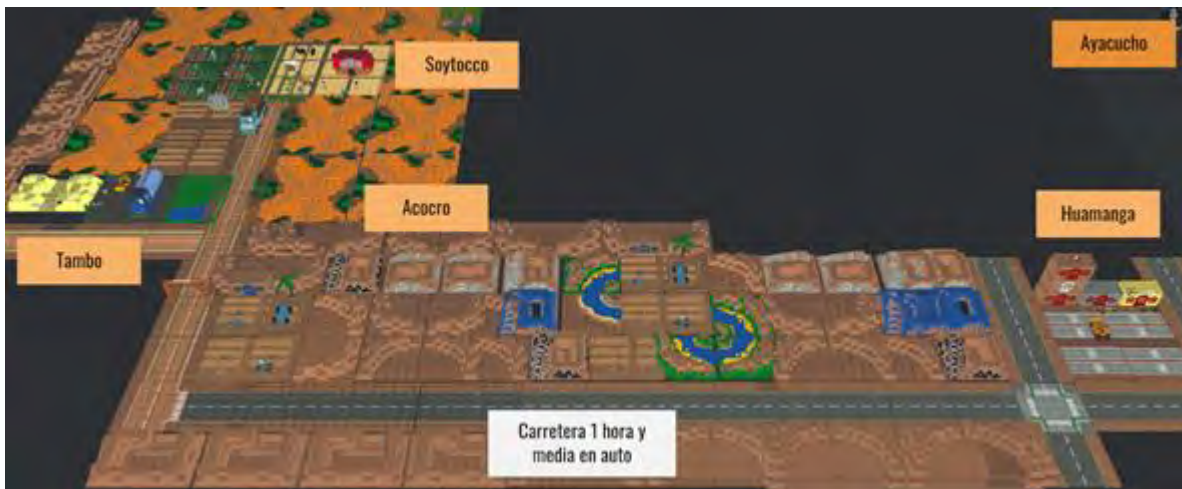 Soytocco
Ayacucho
Acocro
Huamanga
Tambo
Carretera 1 hora y
media en auto